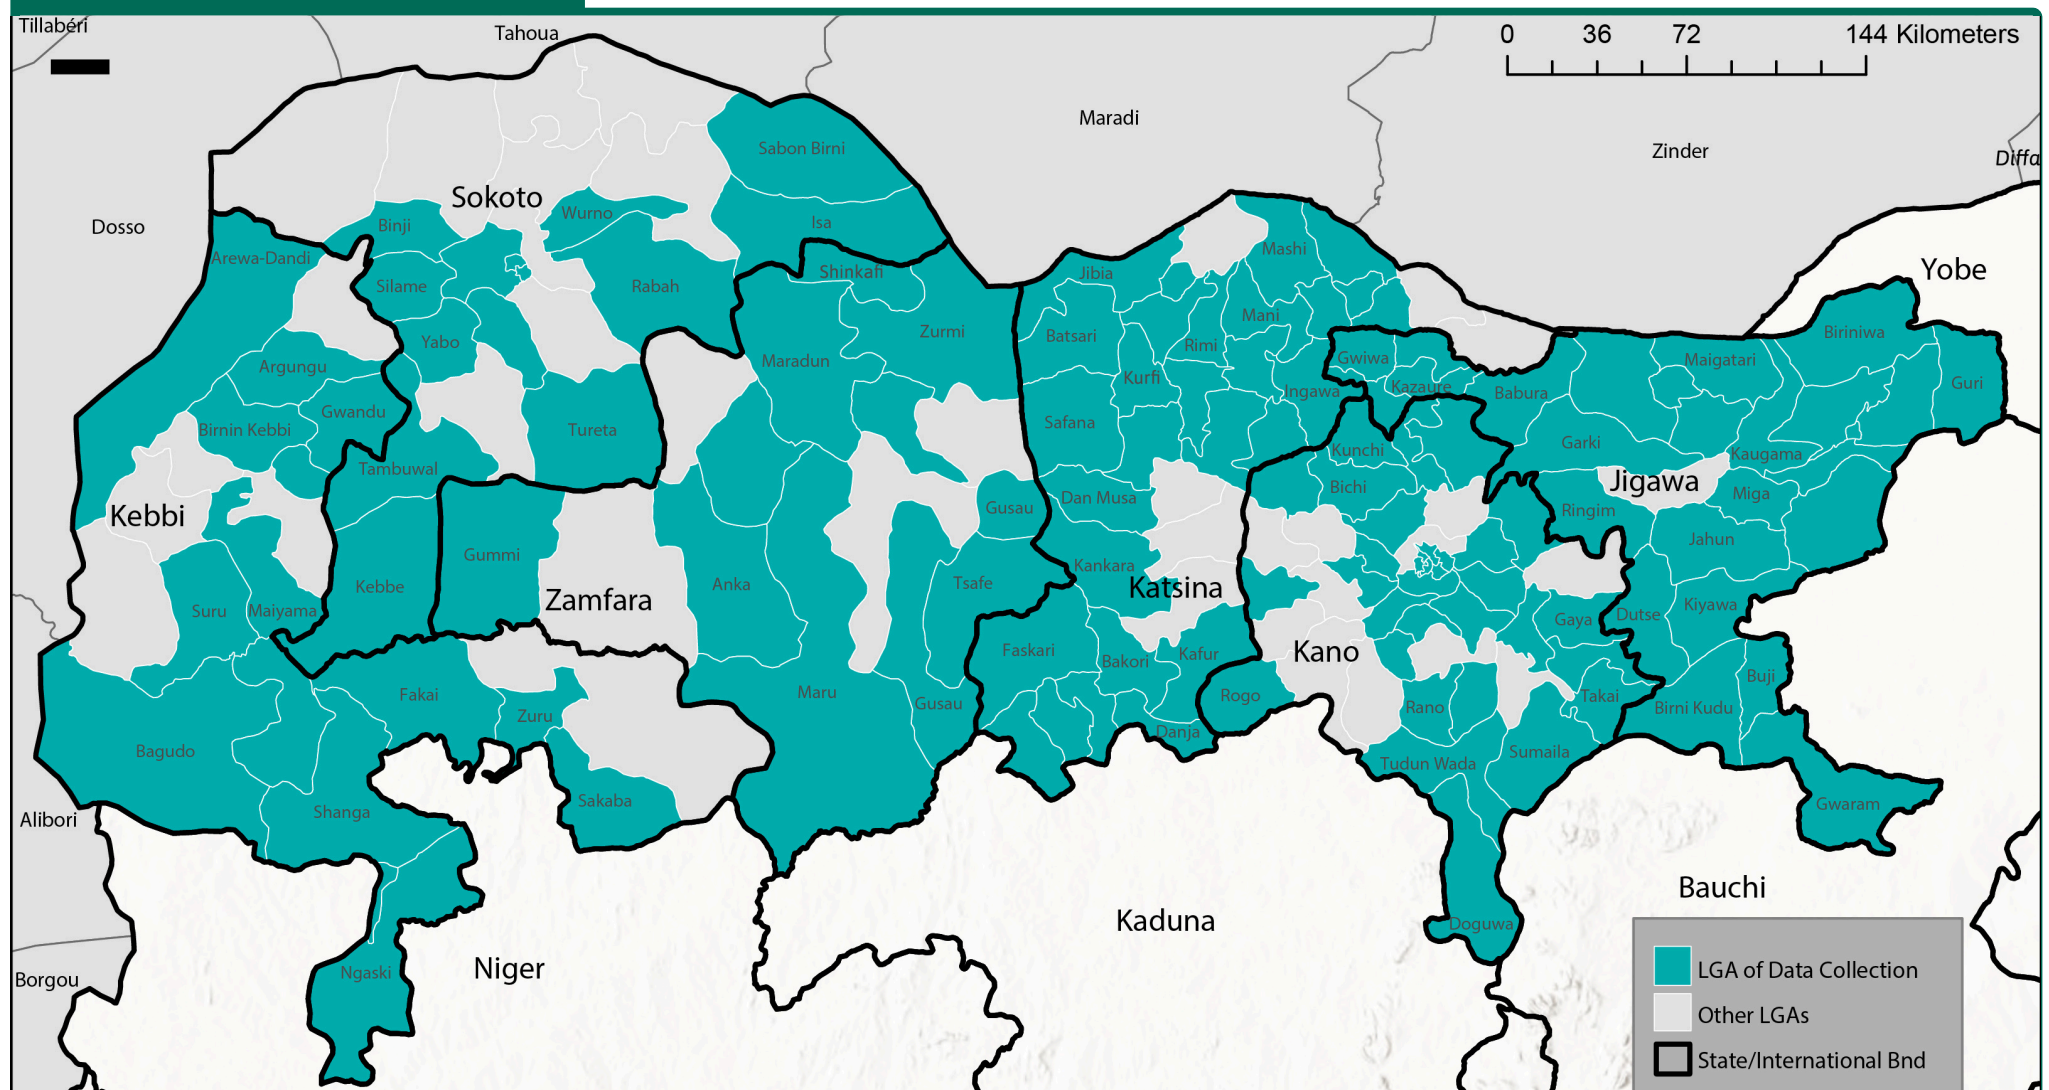 Tillabéri
Tahoua
0 36 72 144 Kilometers
Maradi
Sabon Birni
Zinder
Diffa
Sokoto
Wurno
Binji
Isa
Dosso
Arewa-Dandi
Mashi
Yobe
Shinkafi
Jibia
Silame
Rabah
Mani
Zurmi
Batsari
Biriniwa
Yabo
Rimi
Gwiwa
Maigatari
Maradun
Argungu
Kurfi
Kazaure
Guri
Ingawa
Babura
Gwandu
Safana
Birnin Kebbi
Tureta
Garki
Kunchi
Kaugama
Tambuwal
Jigawa
Bichi
Miga
Dan Musa
Gusau
Ringim
Kebbi
Jahun
Gummi
Kankara
Anka
Tsafe
Kebbe
Katsina
Zamfara
Suru
Maiyama
Kiyawa
Dutse
Gaya
Kano
Faskari
Bakori
Kafur
Buji
Fakai
Maru
Rogo
Takai
Gusau
Rano
Birni Kudu
Zuru
Danja
Bagudo
Sumaila
Tudun Wada
Sakaba
Gwaram
Shanga
Alibori
Bauchi
Kaduna
Doguwa
Niger
Ngaski
Borgou
LGA of Data Collection
Other LGAs
State/International Bnd